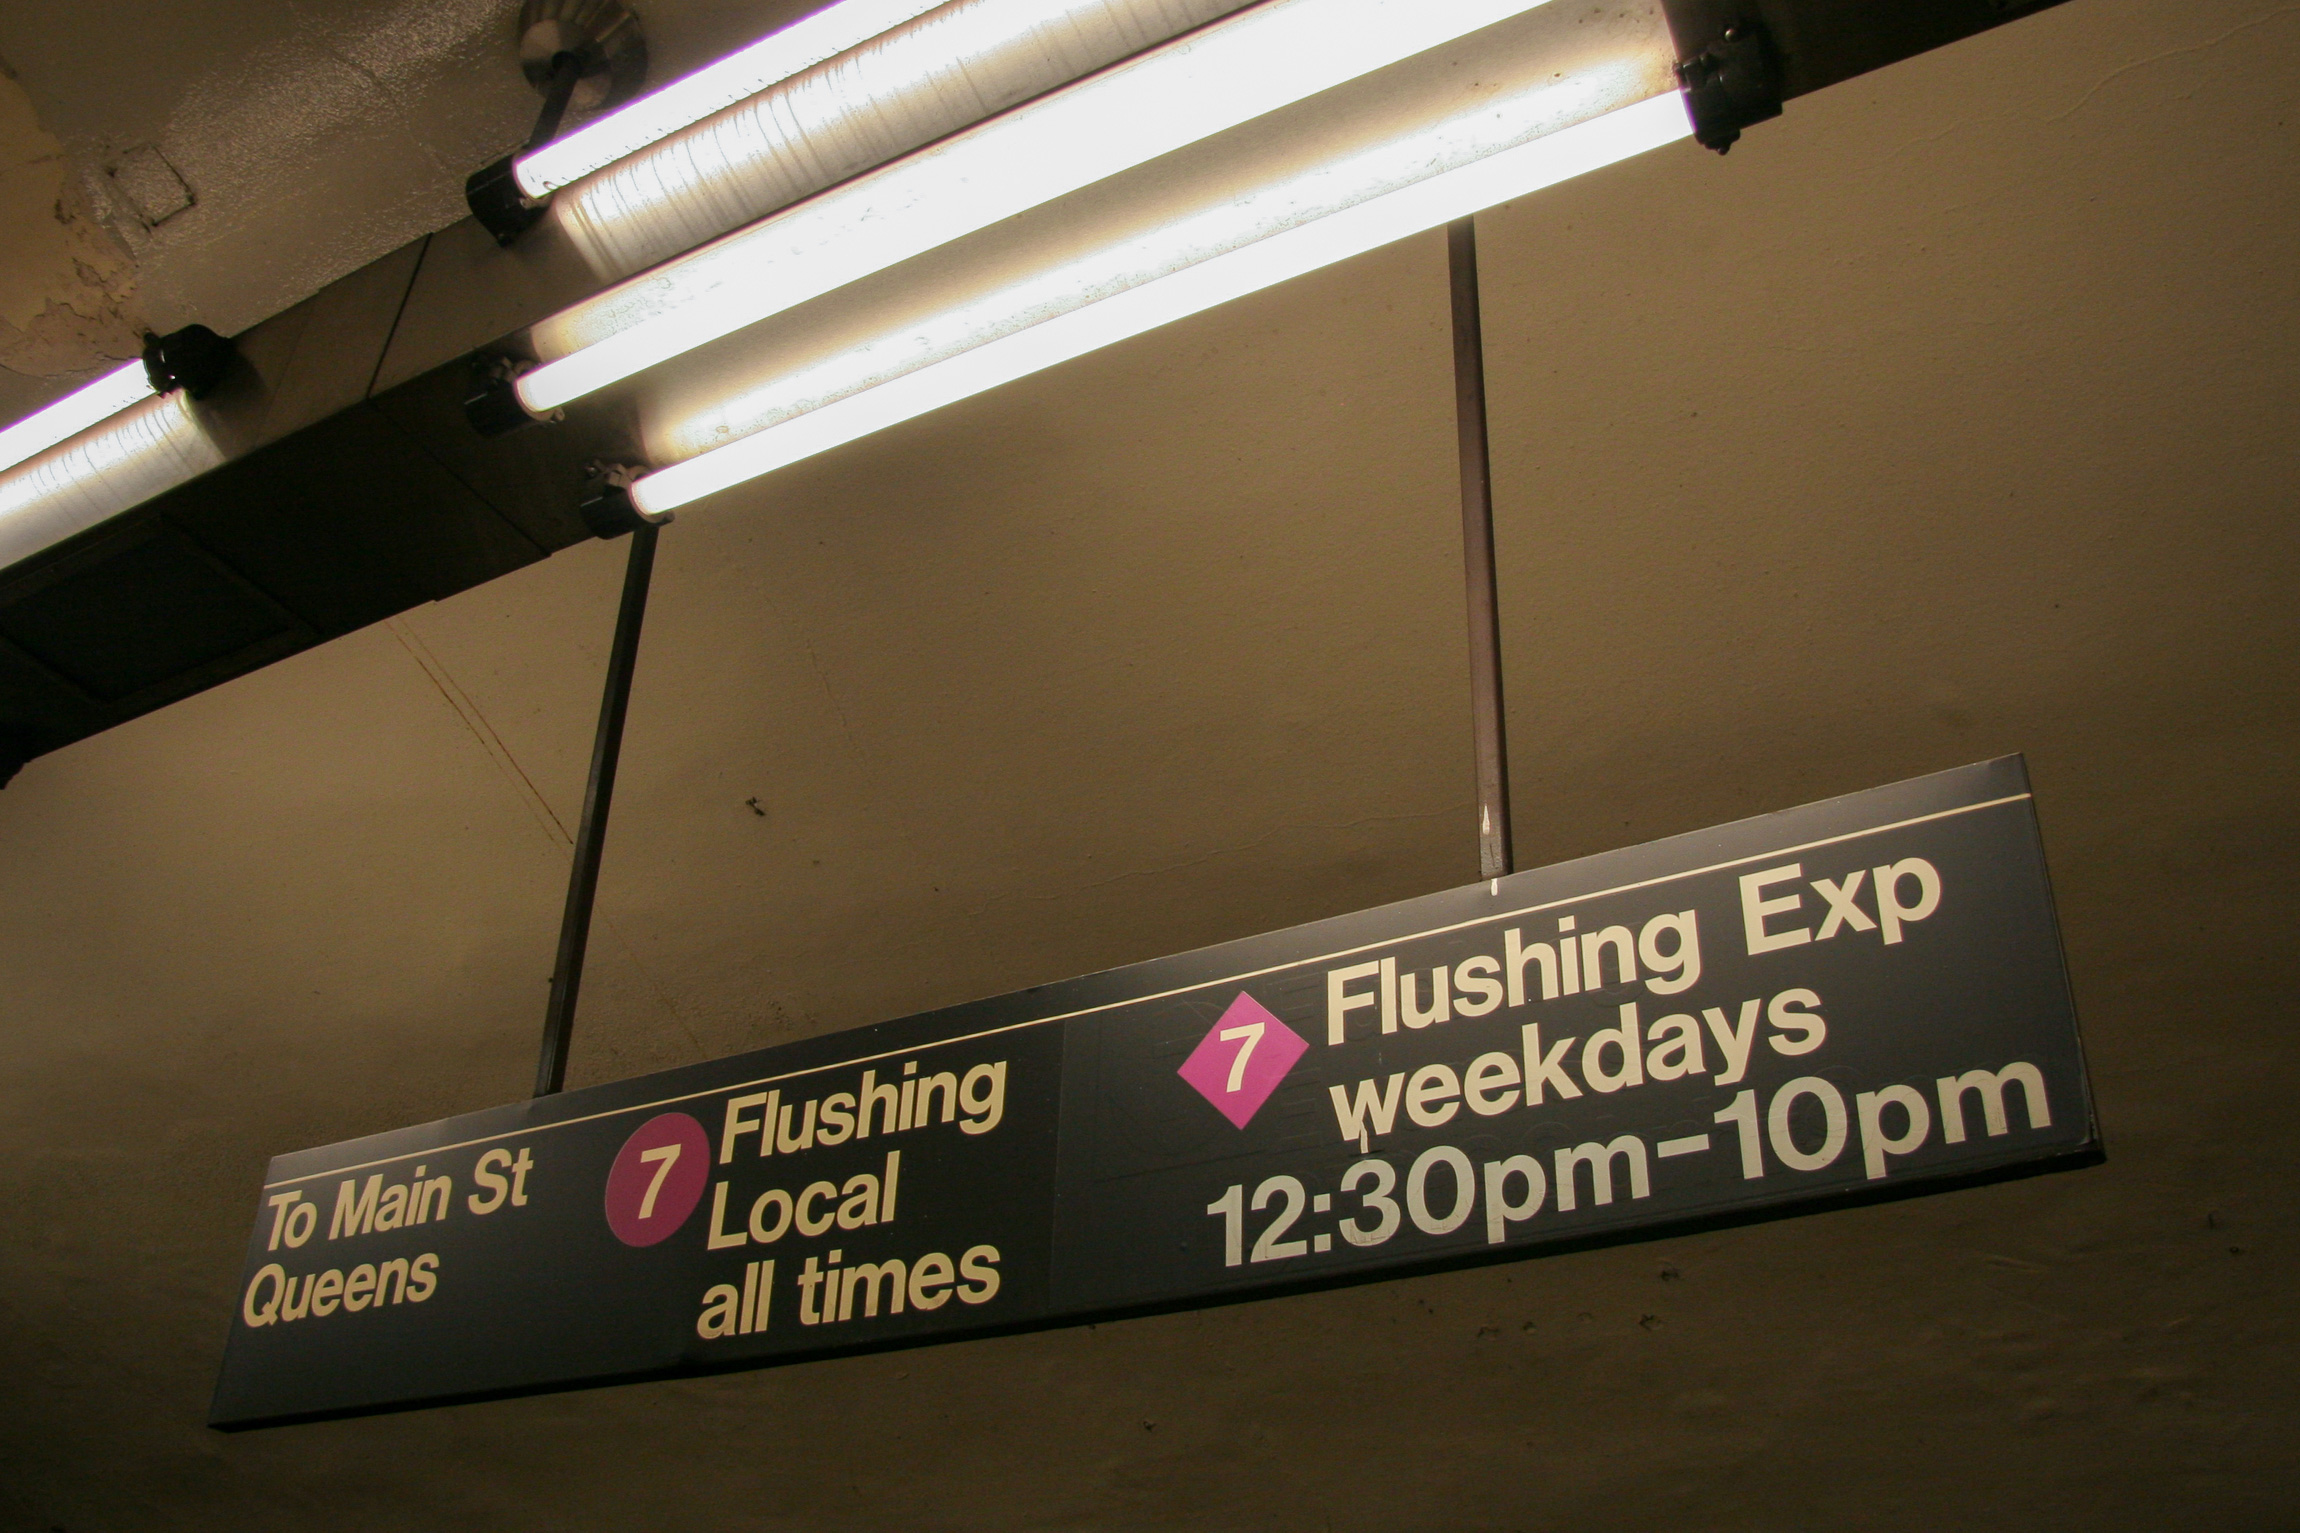 To Main St
Queens
7 Flushing
Local
all times
7 Flushing Exp
weekdays
12:30pm-10pm